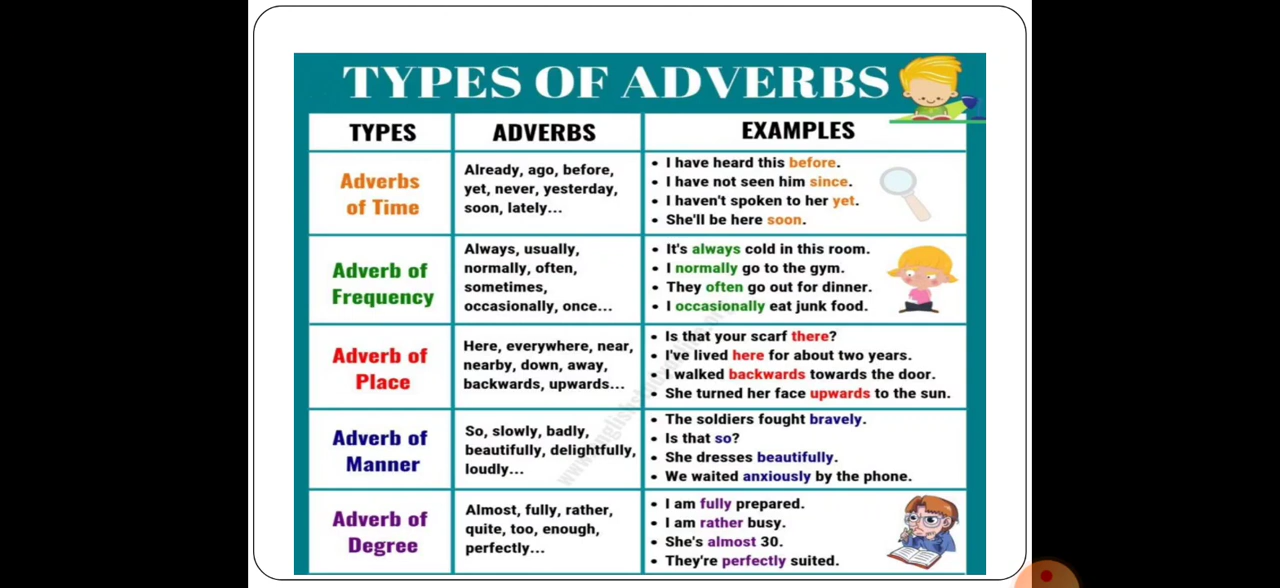 TYPES OF ADVERBS
TYPES
ADVERBS
EXAMPLES
Adverbs
of Time
Already, ago, before,
yet, never, yesterday,
soon, lately...
• I have heard this before.
• I have not seen him since.
• I haven't spoken to her yet.
• She'll be here soon.
Adverb of
Frequency
Always, usually,
normally, often,
sometimes,
occasionally, once...
• It's always cold in this room.
• I normally go to the gym.
• They often go out for dinner.
• I occasionally eat junk food.
Adverb of
Place
Here, everywhere, near,
nearby, down, away,
backwards, upwards...
• Is that your scarf there?
• I've lived here for about two years.
• I walked backwards towards the door.
• She turned her face upwards to the sun.
Adverb of
Manner
So, slowly, badly,
beautifully, delightfully,
loudly...
• The soldiers fought bravely.
• Is that so?
• She dresses beautifully.
• We waited anxiously by the phone.
Adverb of
Degree
Almost, fully, rather,
quite, too, enough,
perfectly...
• I am fully prepared.
• I am rather busy.
• She's almost 30.
• They're perfectly suited.